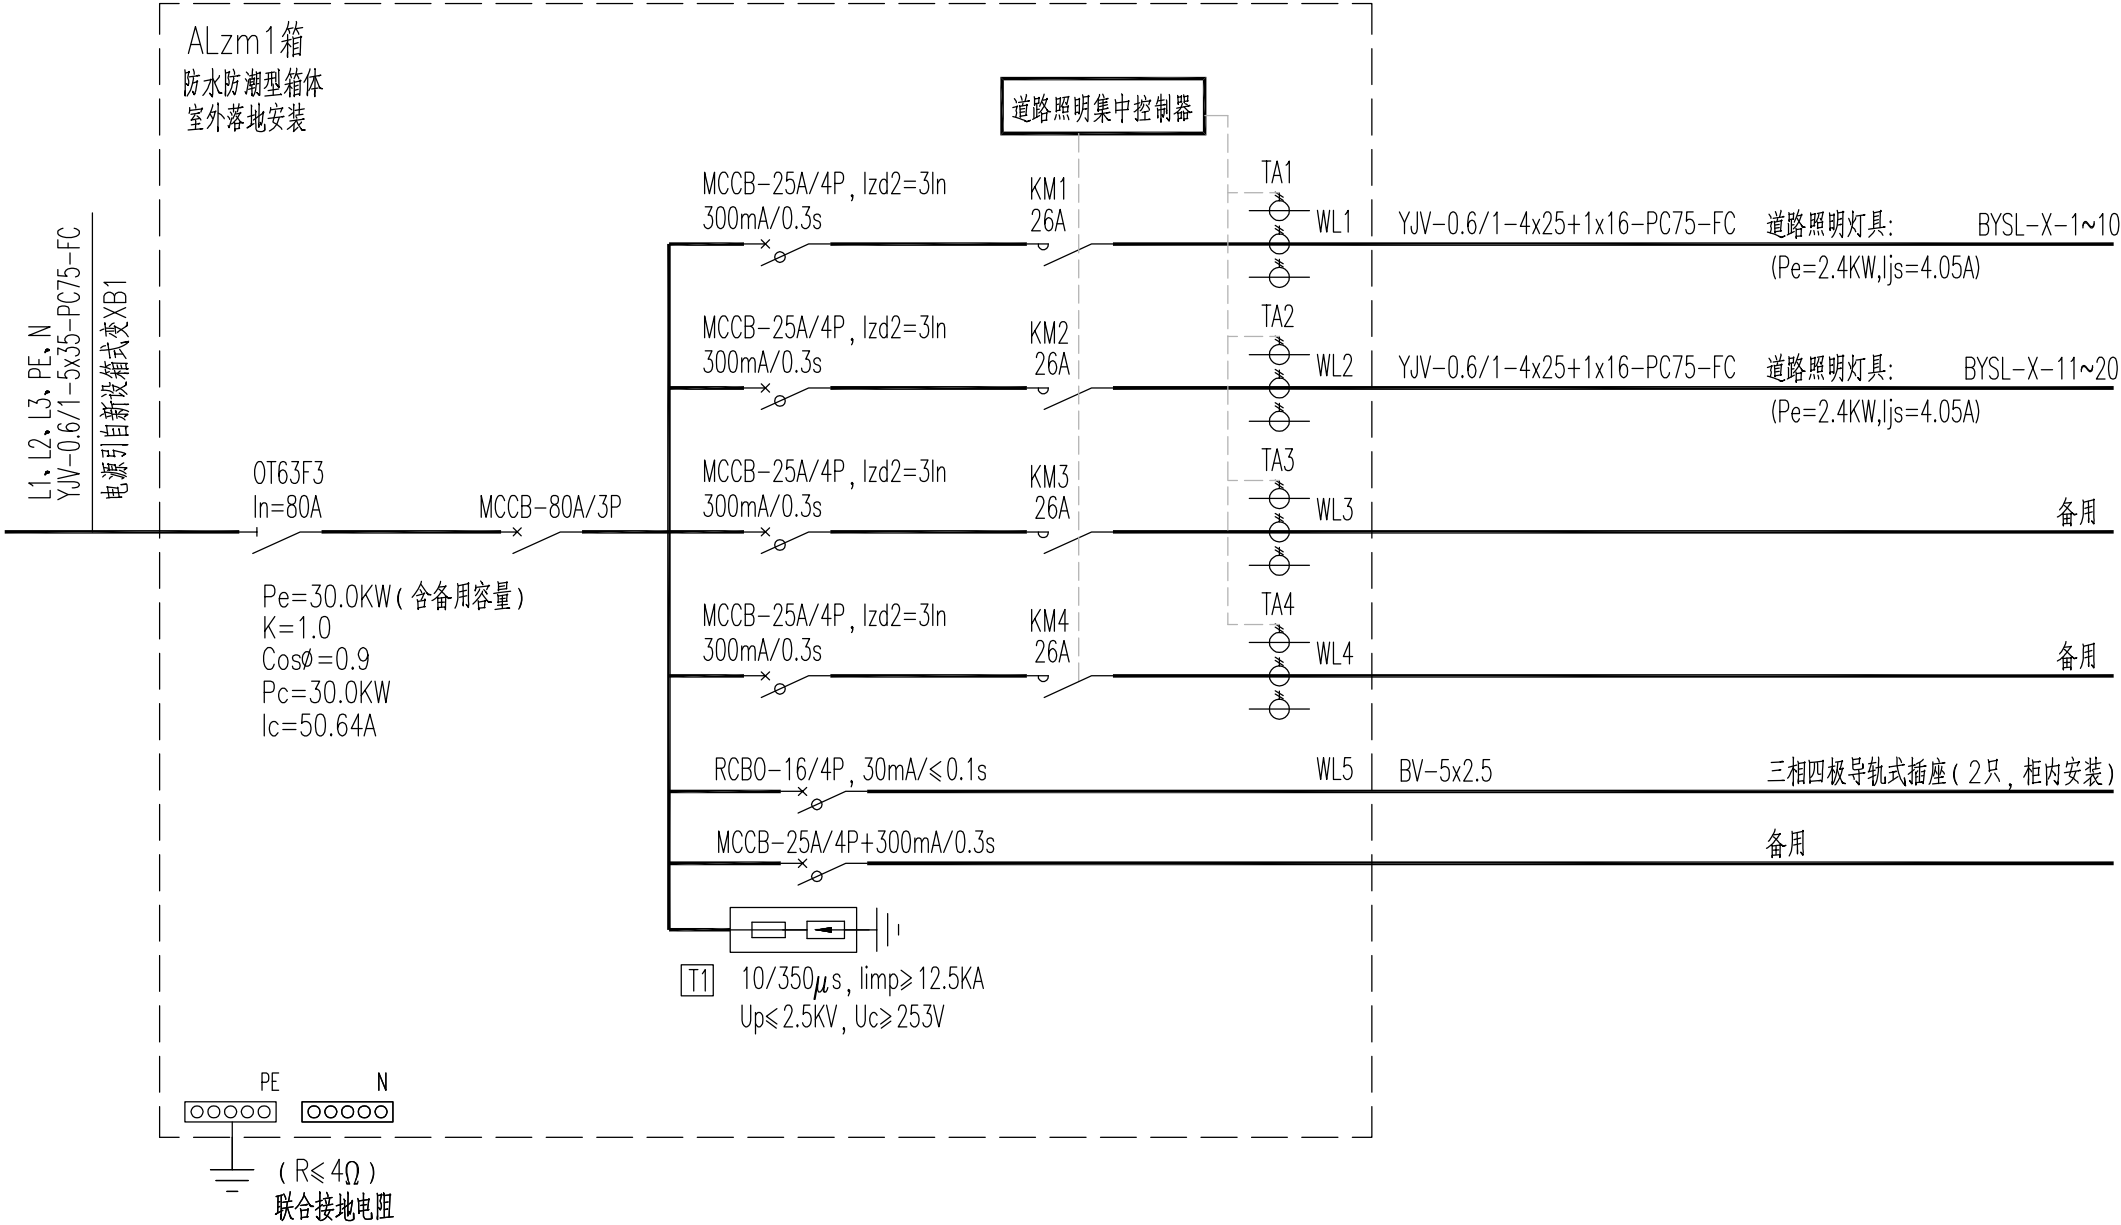 ALzm1箱
防水防潮型箱体
室外落地安装
道路照明集中控制器
L1、L2、L3、PE、N
YJV-0.6/1-5x35-PC75-FC
电源引自新设箱式变XB1
OT63F3
In=80A
MCCB-80A/3P
Pe=30.0KW(含备用容量)
K=1.0
CosØ=0.9
Pc=30.0KW
Ic=50.64A
MCCB-25A/4P, Izd2=3In
300mA/0.3s
KM1
26A
TA1
WL1
YJV-0.6/1-4x25+1x16-PC75-FC
道路照明灯具:
BYSL-X-1~10
(Pe=2.4KW,Ijs=4.05A)
MCCB-25A/4P, Izd2=3In
300mA/0.3s
KM2
26A
TA2
WL2
YJV-0.6/1-4x25+1x16-PC75-FC
道路照明灯具:
BYSL-X-11~20
(Pe=2.4KW,Ijs=4.05A)
MCCB-25A/4P, Izd2=3In
300mA/0.3s
KM3
26A
TA3
WL3
备用
MCCB-25A/4P, Izd2=3In
300mA/0.3s
KM4
26A
TA4
WL4
备用
RCBO-16/4P, 30mA/≤0.1s
WL5
BV-5x2.5
三相四极导轨式插座(2只, 柜内安装)
MCCB-25A/4P+300mA/0.3s
备用
T1
10/350μs, Iimp≥12.5KA
Up≤2.5KV, Uc≥253V
PE
N
(R≤4Ω)
联合接地电阻